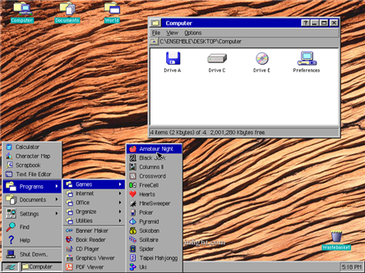 Computer
Documents
World
Computer
File View Options
C:\ENSEMBLE\DESKTOP\Computer
Drive A
Drive C
Drive E
Preferences
4 items (2 Kbytes) of 4. 2,001,280 Kbytes free.
Calculator
Character Map
Scrapbook
Text File Editor
Programs
Documents
Settings
Find
Help
Shut Down..
Games
Internet
Office
Organize
Utilities
Banner Maker
Book Reader
CD Player
Graphics Viewer
PDF Viewer
Amateur Night
Black Jack
Columns II
Crossword
FreeCell
Hearts
MineSweeper
Poker
Pyramid
Sokoban
Solitaire
Spider
Taipei Mahjongg
Uki
wastebasket
Computer
5:18 PM